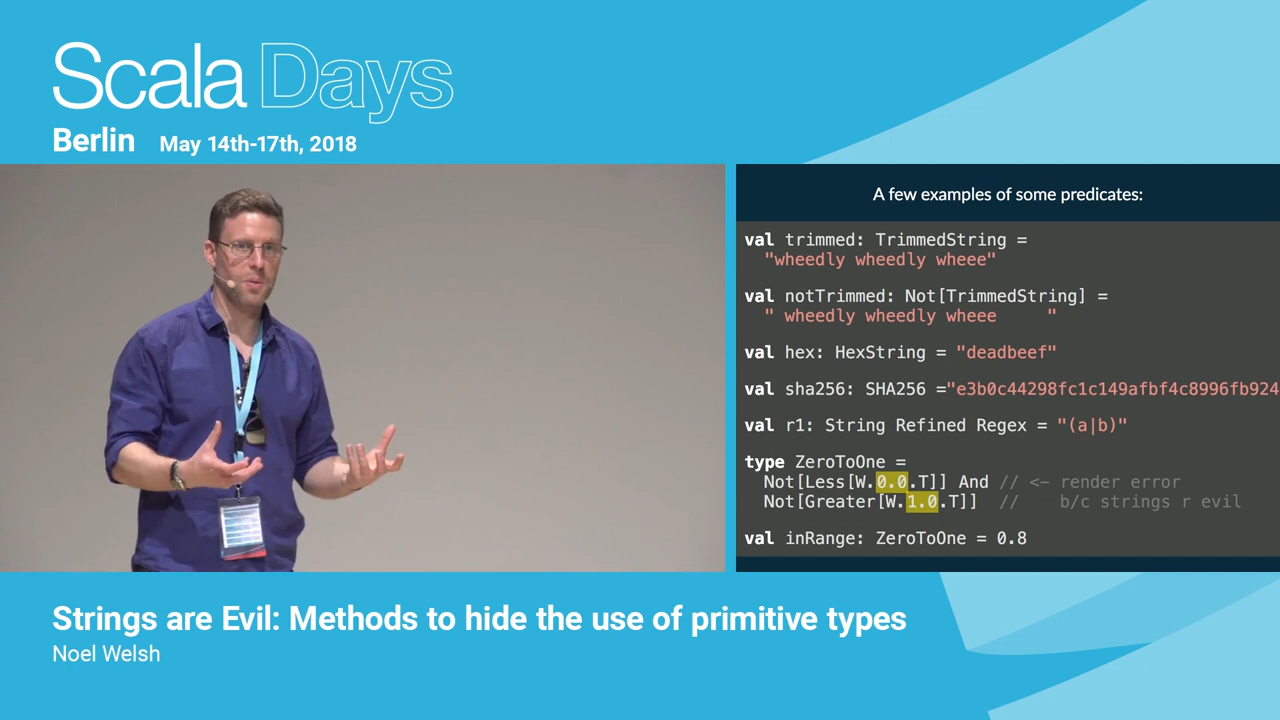 Scala Days
Berlin May 14th-17th, 2018
A few examples of some predicates:
val trimmed: TrimmedString =
"wheedly wheedly wheee"
val notTrimmed: Not[TrimmedString] =
" wheedly wheedly wheee     "
val hex: HexString = "deadbeef"
val sha256: SHA256 ="e3b0c44298fc1c149afbf4c8996fb924
val r1: String Refined Regex = "(a|b)"
type ZeroToOne =
Not[Less[W.0.0.T]] And // <- render error
Not[Greater[W.1.0.T]]  //    b/c strings r evil
val inRange: ZeroToOne = 0.8
Strings are Evil: Methods to hide the use of primitive types
Noel Welsh